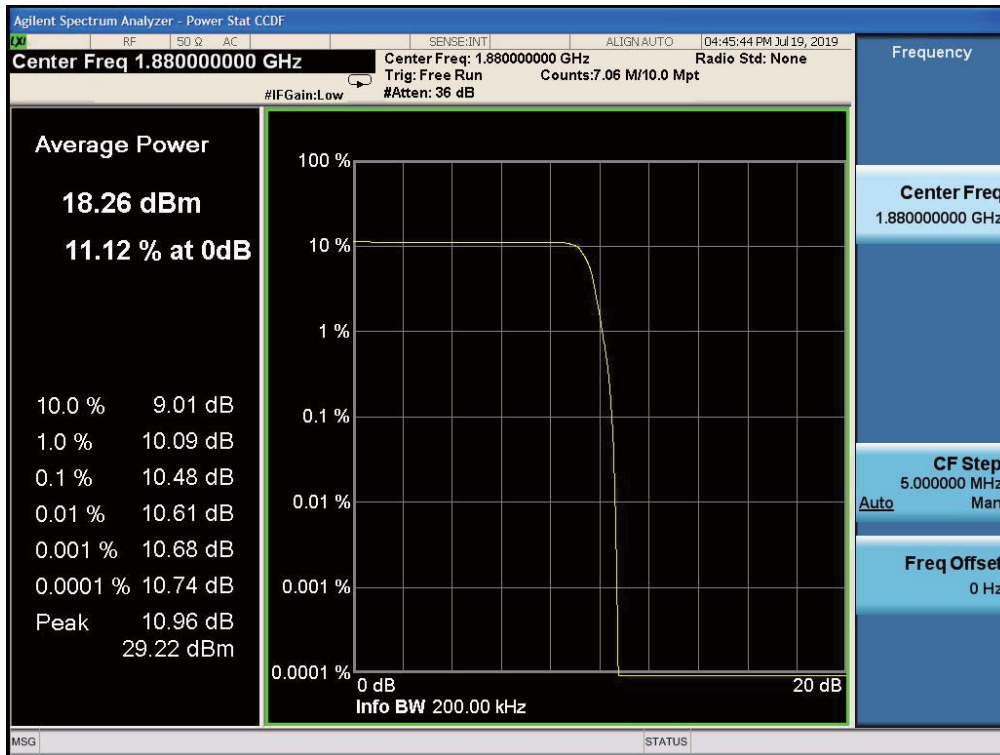 Agilent Spectrum Analyzer - Power Stat CCDF
LXI RF 50 Ω AC SENSE:INT ALIGN AUTO 04:45:44 PM Jul 19, 2019
Center Freq 1.880000000 GHz
Center Freq: 1.880000000 GHz Radio Std: None
Trig: Free Run Counts:7.06 M/10.0 Mpt
#IFGain:Low #Atten: 36 dB
Frequency
Average Power
18.26 dBm
11.12 % at 0dB
10.0 % 9.01 dB
1.0 % 10.09 dB
0.1 % 10.48 dB
0.01 % 10.61 dB
0.001 % 10.68 dB
0.0001 % 10.74 dB
Peak 10.96 dB
29.22 dBm
100 %
10 %
1 %
0.1 %
0.01 %
0.001 %
0.0001 %
0 dB 20 dB
Info BW 200.00 kHz
Center Freq
1.880000000 GHz
CF Step
5.000000 MHz
Auto Man
Freq Offset
0 Hz
MSG STATUS